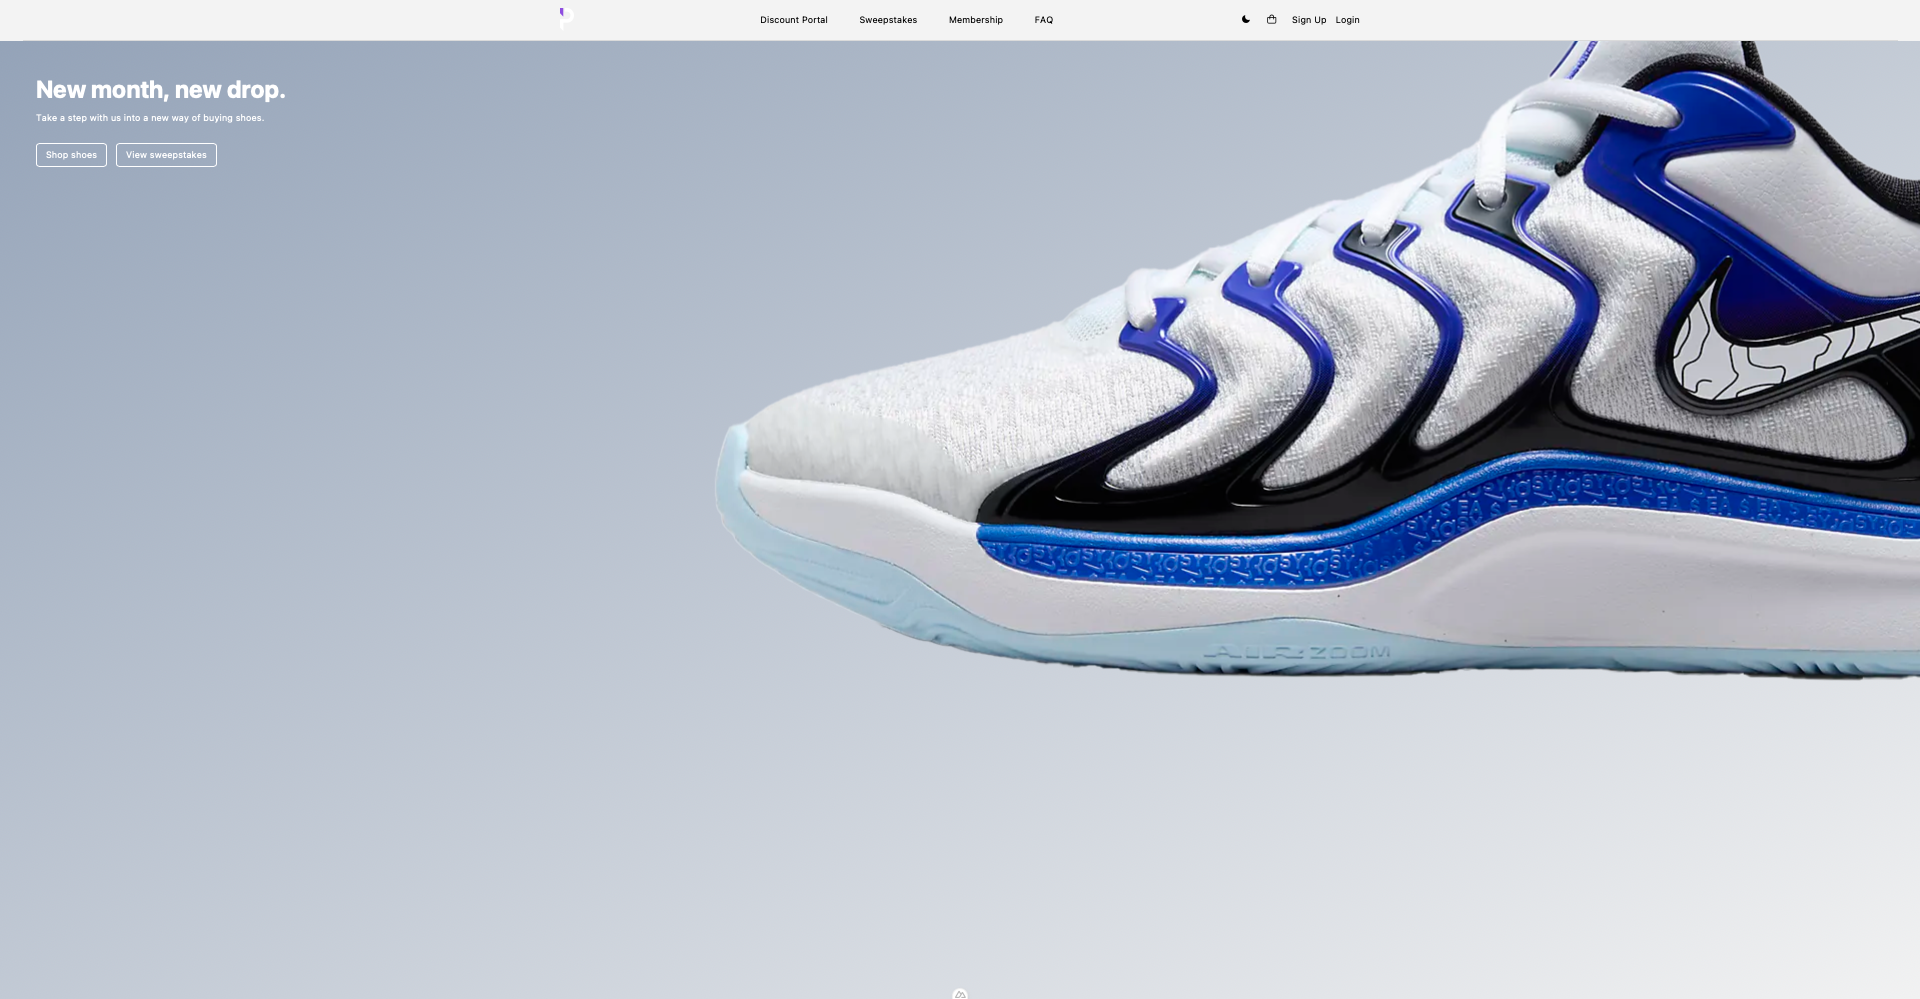 Discount Portal
Sweepstakes
Membership
FAQ
Sign Up
Login
New month, new drop.
Take a step with us into a new way of buying shoes.
Shop shoes
View sweepstakes
AIR ZOOM